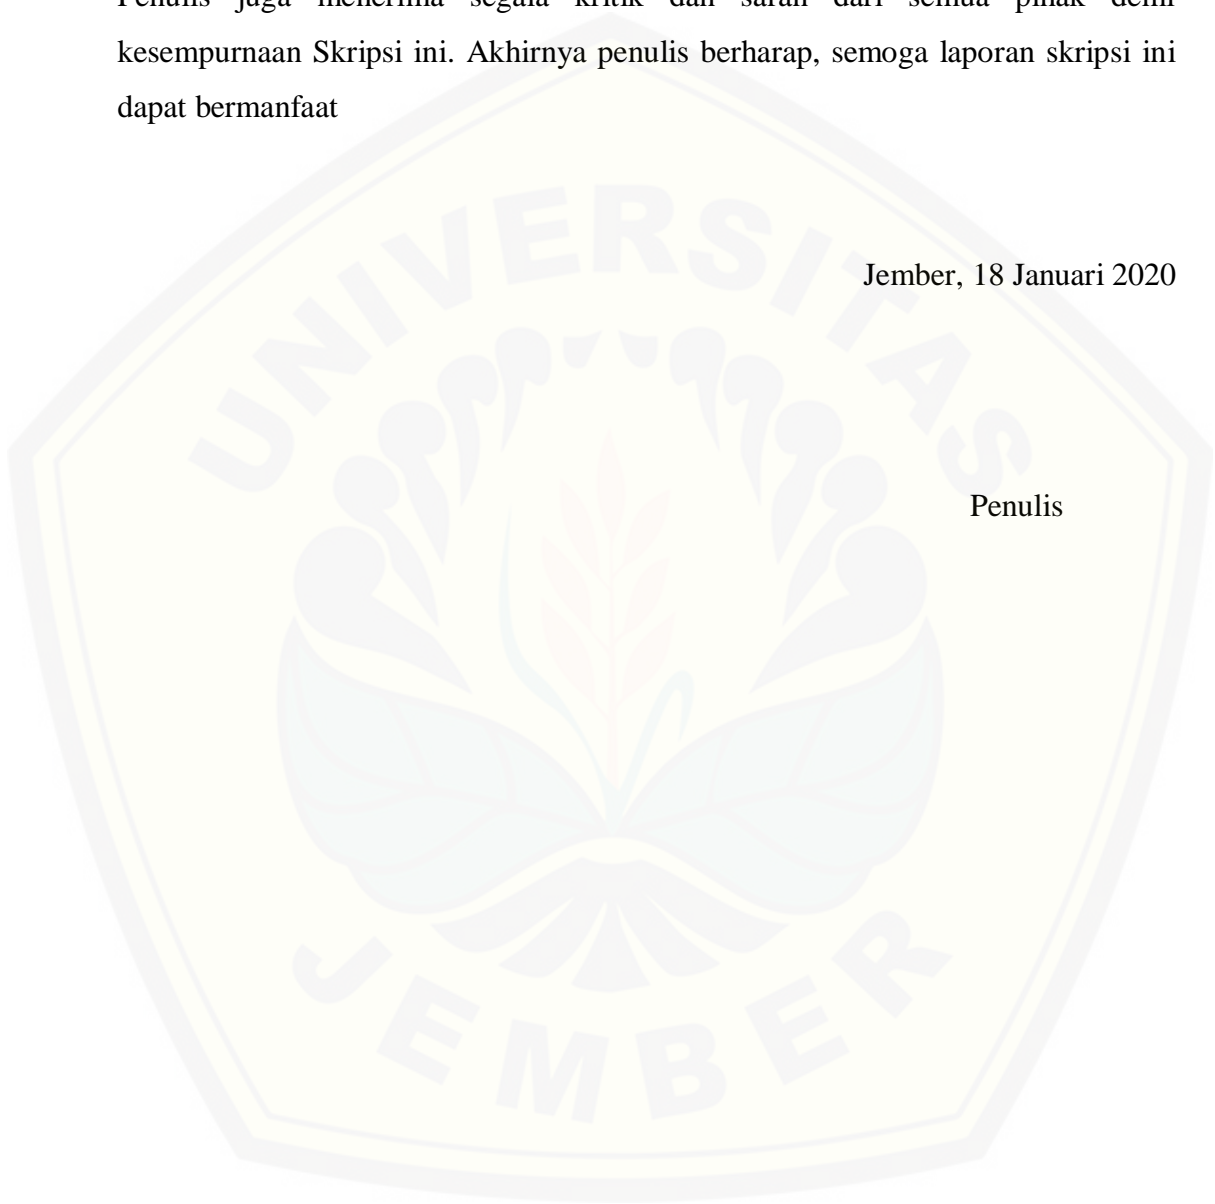 Penulis juga menerima segala kritik dan saran dari semua pihak demi
kesempurnaan Skripsi ini. Akhirnya penulis berharap, semoga laporan skripsi ini
dapat bermanfaat
UNIVERSITAS
Jember, 18 Januari 2020
Penulis
JEMBER